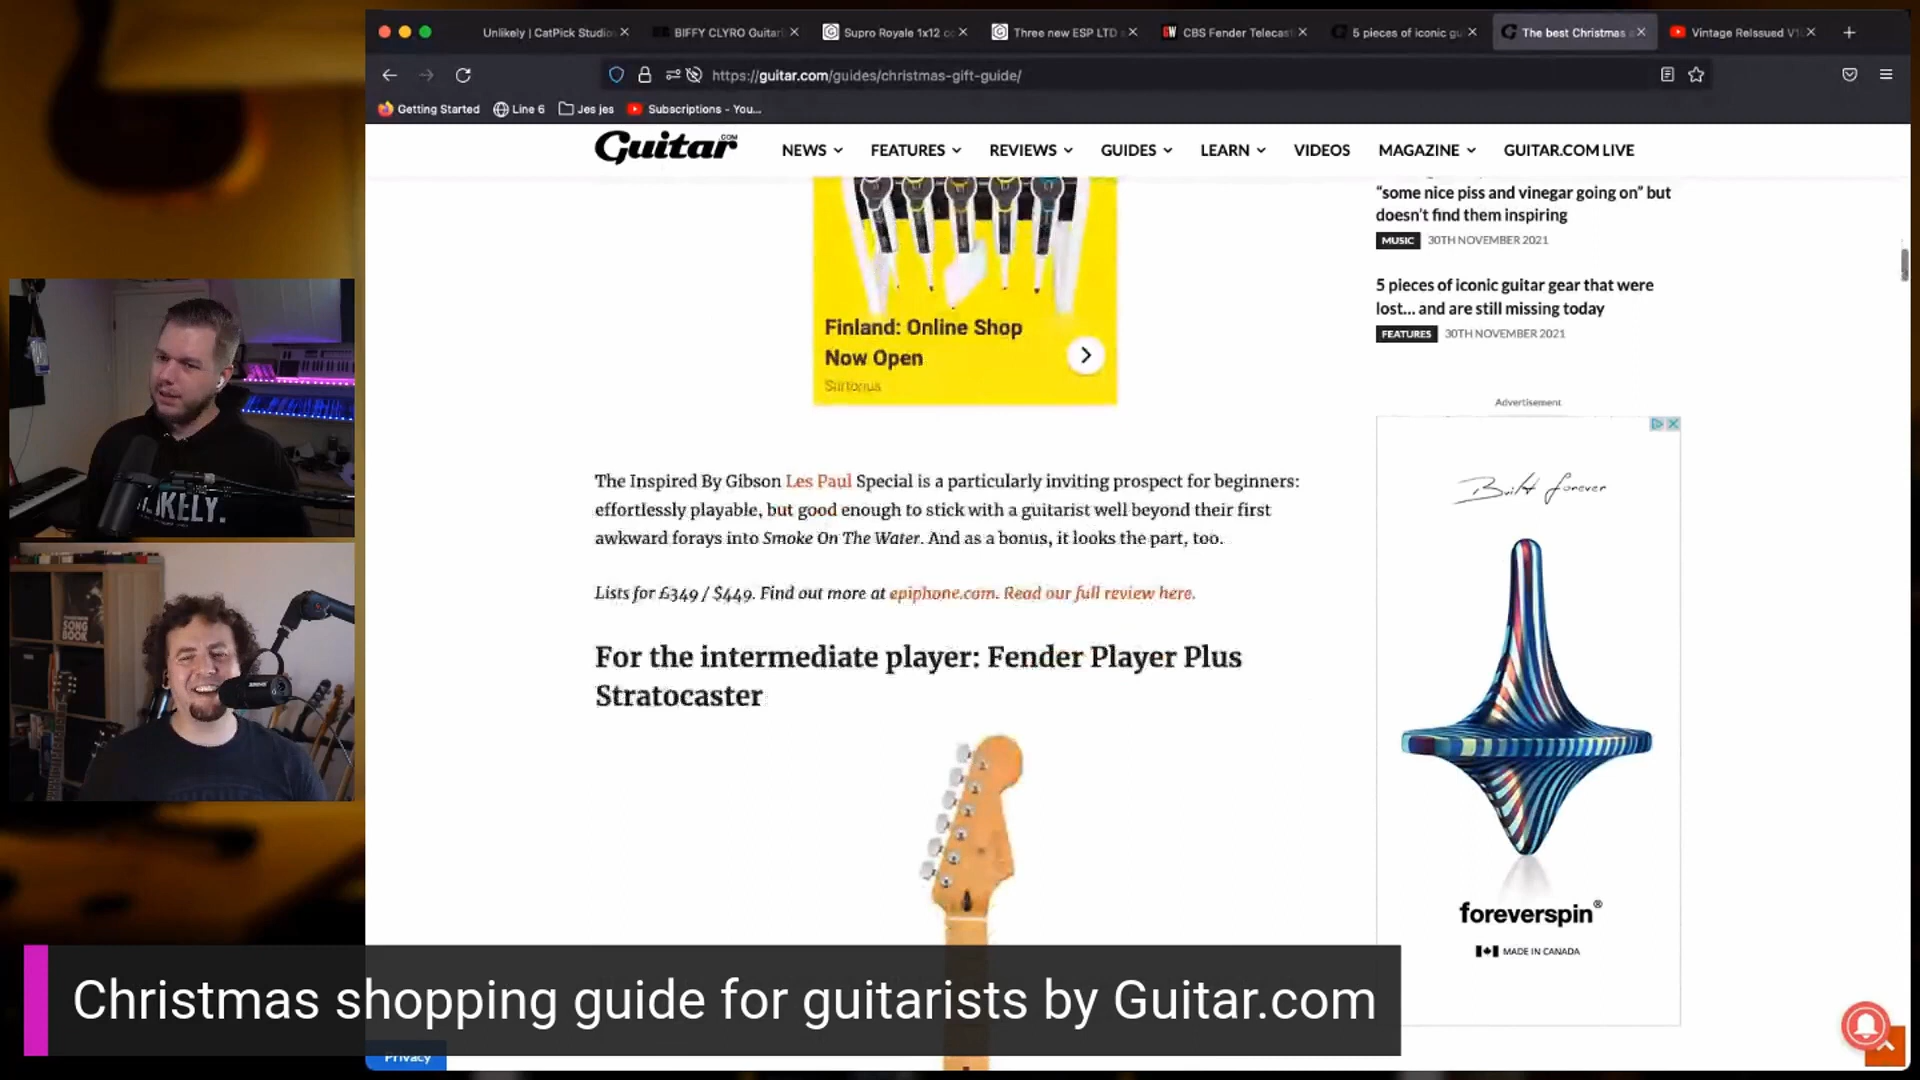 Unlikely | CatPick Studio
BIFFY CLYRO Guitari
Supro Royale 1x12 co
Three new ESP LTD s
CBS Fender Telecast
5 pieces of iconic gu
The best Christmas
Vintage ReIssued V1
https://guitar.com/guides/christmas-gift-guide/
Getting Started
Line 6
Jes jes
Subscriptions - You...
Guitar.COM
NEWS FEATURES REVIEWS GUIDES LEARN VIDEOS MAGAZINE GUITAR.COM LIVE
"some nice piss and vinegar going on" but
doesn't find them inspiring
MUSIC 30TH NOVEMBER 2021
5 pieces of iconic guitar gear that were
lost... and are still missing today
FEATURES 30TH NOVEMBER 2021
Finland: Online Shop
Now Open
Sartorius
Advertisement
Built forever
foreverspin®
MADE IN CANADA
The Inspired By Gibson Les Paul Special is a particularly inviting prospect for beginners:
effortlessly playable, but good enough to stick with a guitarist well beyond their first
awkward forays into Smoke On The Water. And as a bonus, it looks the part, too.
Lists for £349 / $449. Find out more at epiphone.com. Read our full review here.
For the intermediate player: Fender Player Plus
Stratocaster
SONG
BOOK
Christmas shopping guide for guitarists by Guitar.com
Privacy